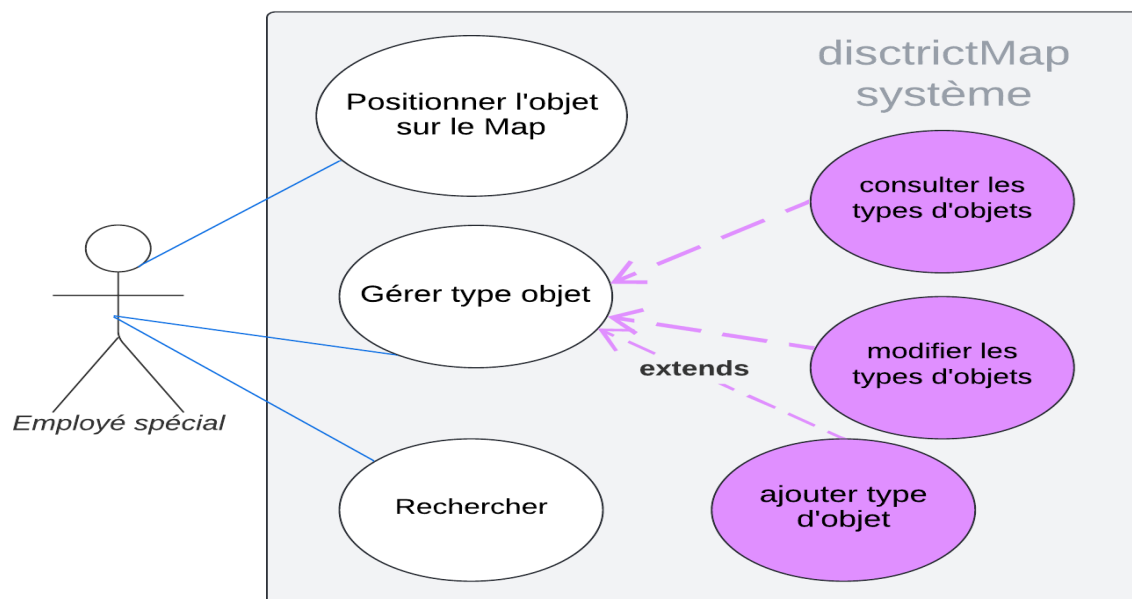 disctrictMap
système
Positionner l'objet
sur le Map
consulter les
types d'objets
Gérer type objet
modifier les
types d'objets
extends
Employé spécial
Rechercher
ajouter type
d'objet